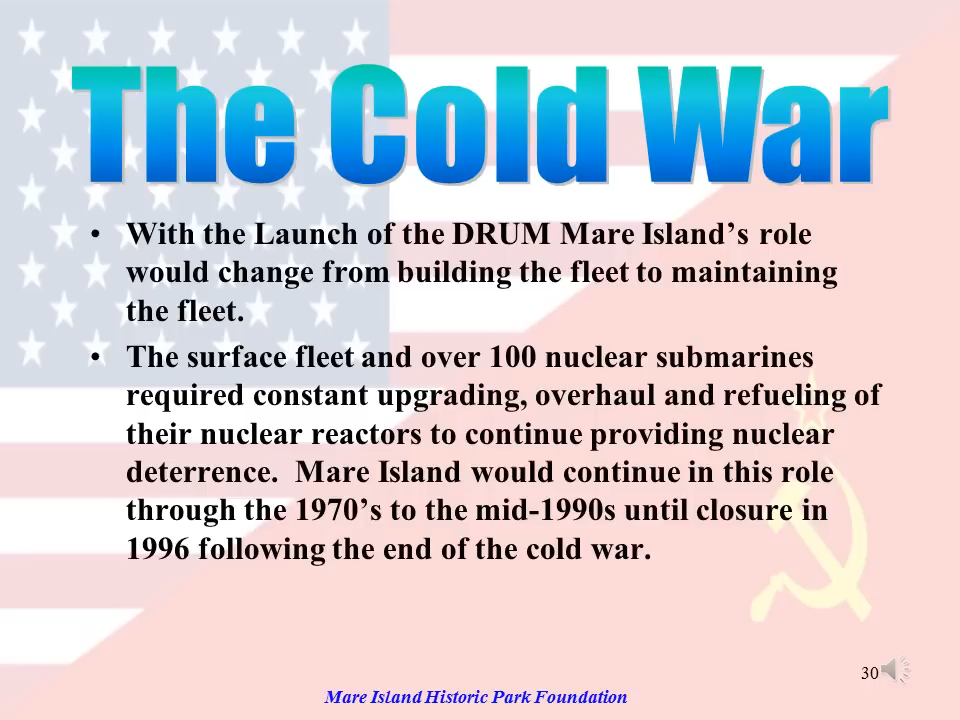 The Cold War
• With the Launch of the DRUM Mare Island’s role
would change from building the fleet to maintaining
the fleet.
• The surface fleet and over 100 nuclear submarines
required constant upgrading, overhaul and refueling of
their nuclear reactors to continue providing nuclear
deterrence.  Mare Island would continue in this role
through the 1970’s to the mid-1990s until closure in
1996 following the end of the cold war.
30
Mare Island Historic Park Foundation